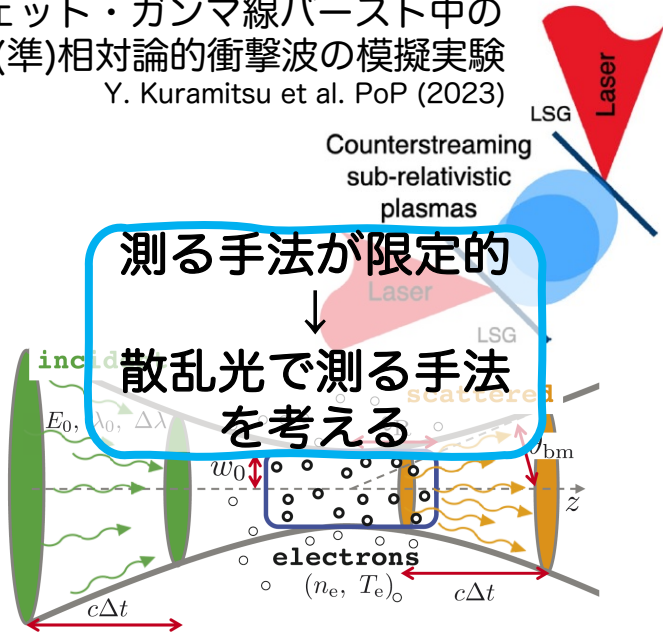 ェット・ガンマ線バースト中の
(準)相対論的衝撃波の模擬実験
Y. Kuramitsu et al. PoP (2023)
Laser
LSG
Counterstreaming
sub-relativistic
plasmas
測る手法が限定的
↓
Laser
LSG
散乱光で測る手法
を考える
scattered
E₀, λ₀, Δλ
w₀
z
electrons
(nₑ, Tₑ)
cΔt
cΔt